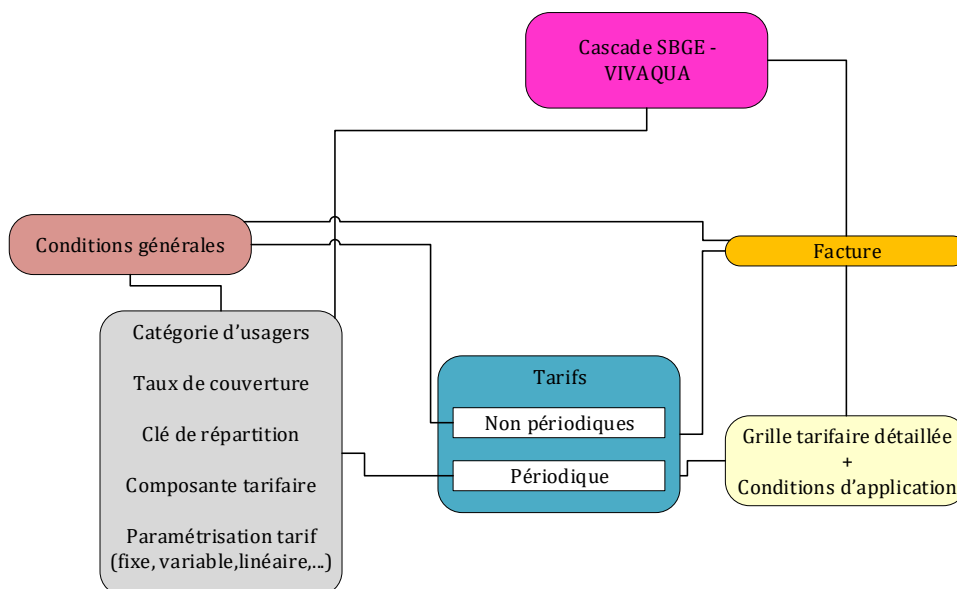 Cascade SBGE -
VIVAQUA
Conditions générales
Facture
Catégorie d’usagers
Taux de couverture
Clé de répartition
Composante tarifaire
Paramétrisation tarif
(fixe, variable,linéaire,...)
Tarifs
Non périodiques
Périodique
Grille tarifaire détaillée
+
Conditions d’application